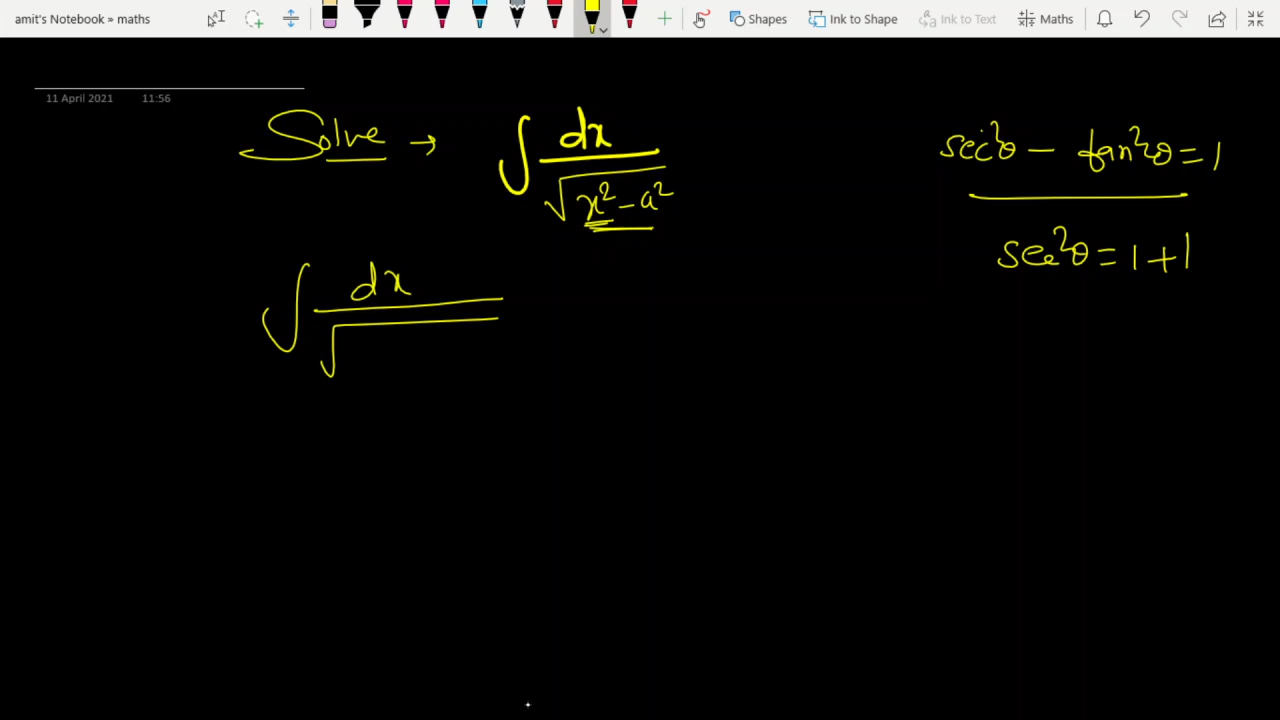 amit's Notebook » maths
Shapes
Ink to Shape
Ink to Text
Maths
11 April 2021 11:56
Solve → ∫ dx / √(x² - a²)
sec²θ - tan²θ = 1
sec²θ = 1 + 1
∫ dx / √